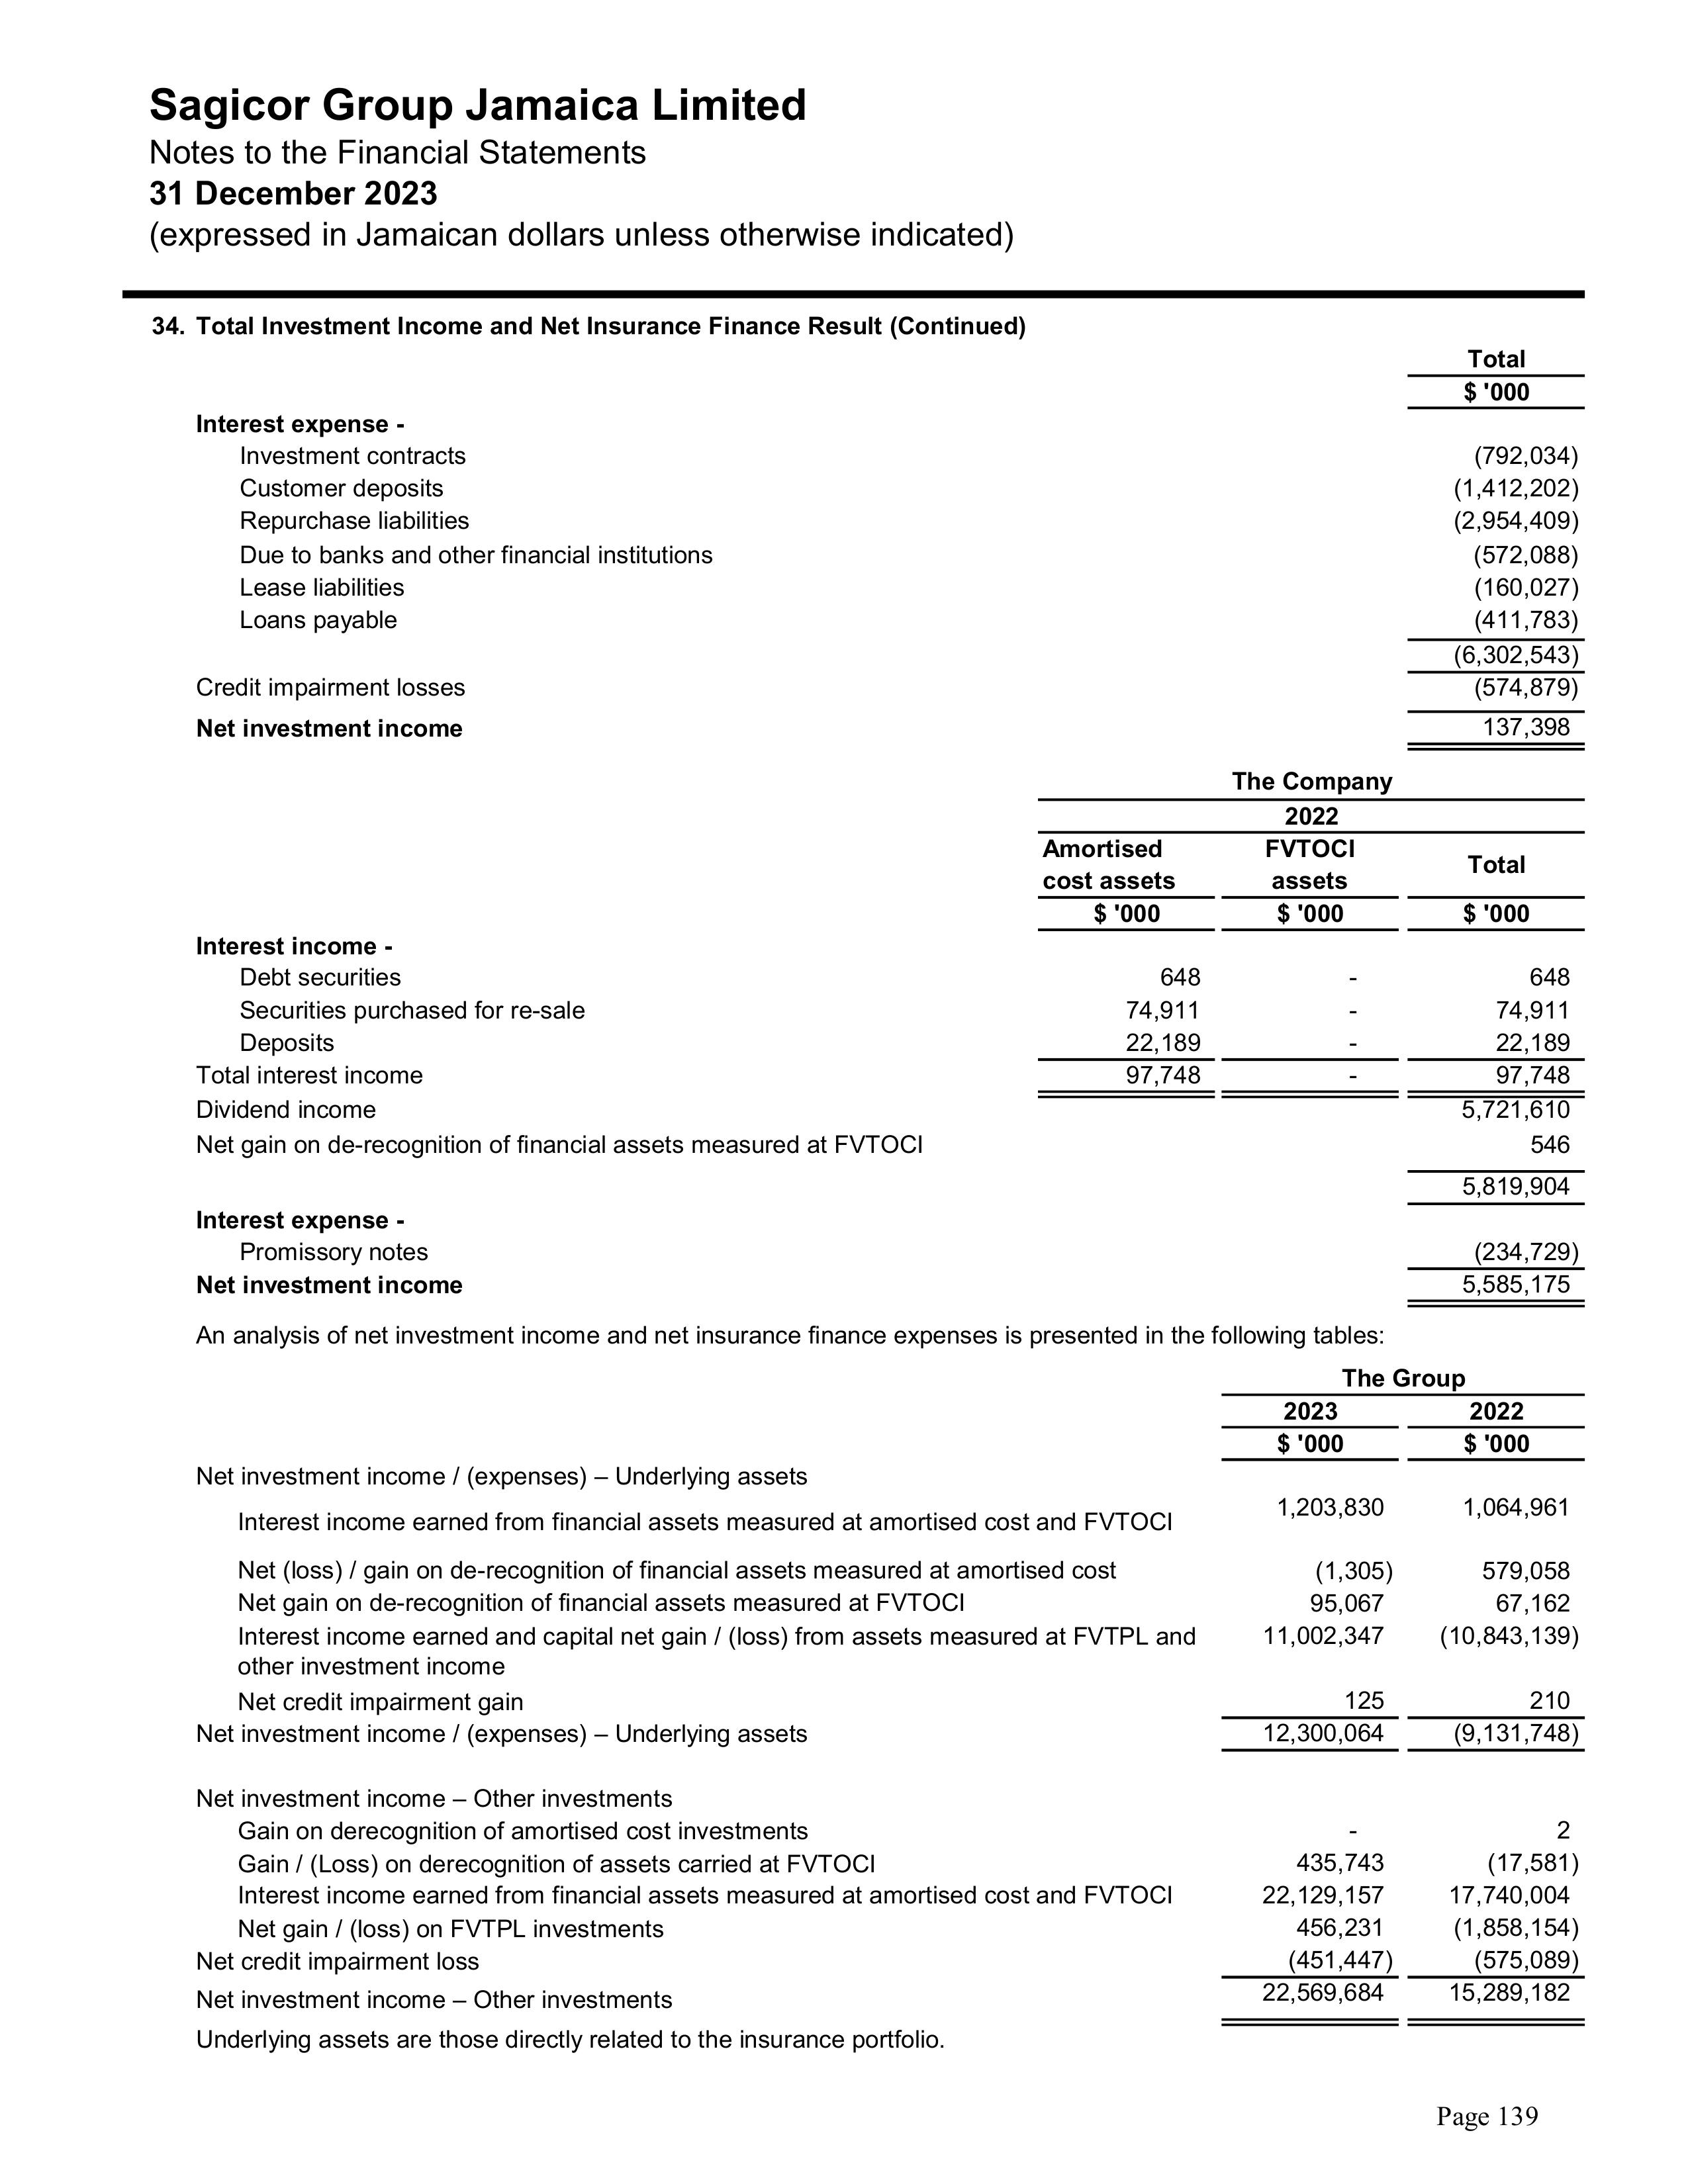 Sagicor Group Jamaica Limited
Notes to the Financial Statements
31 December 2023
(expressed in Jamaican dollars unless otherwise indicated)
34. Total Investment Income and Net Insurance Finance Result (Continued)
Total
$ '000
Interest expense -
Investment contracts (792,034)
Customer deposits (1,412,202)
Repurchase liabilities (2,954,409)
Due to banks and other financial institutions (572,088)
Lease liabilities (160,027)
Loans payable (411,783)
(6,302,543)
Credit impairment losses (574,879)
Net investment income 137,398
The Company
2022
Amortised cost assets FVTOCI assets Total
$ '000 $ '000 $ '000
Interest income -
Debt securities 648 - 648
Securities purchased for re-sale 74,911 - 74,911
Deposits 22,189 - 22,189
Total interest income 97,748 - 97,748
Dividend income 5,721,610
Net gain on de-recognition of financial assets measured at FVTOCI 546
5,819,904
Interest expense -
Promissory notes (234,729)
Net investment income 5,585,175
An analysis of net investment income and net insurance finance expenses is presented in the following tables:
The Group
2023 2022
$ '000 $ '000
Net investment income / (expenses) – Underlying assets
Interest income earned from financial assets measured at amortised cost and FVTOCI 1,203,830 1,064,961
Net (loss) / gain on de-recognition of financial assets measured at amortised cost (1,305) 579,058
Net gain on de-recognition of financial assets measured at FVTOCI 95,067 67,162
Interest income earned and capital net gain / (loss) from assets measured at FVTPL and 11,002,347 (10,843,139)
other investment income
Net credit impairment gain 125 210
Net investment income / (expenses) – Underlying assets 12,300,064 (9,131,748)
Net investment income – Other investments
Gain on derecognition of amortised cost investments - 2
Gain / (Loss) on derecognition of assets carried at FVTOCI 435,743 (17,581)
Interest income earned from financial assets measured at amortised cost and FVTOCI 22,129,157 17,740,004
Net gain / (loss) on FVTPL investments 456,231 (1,858,154)
Net credit impairment loss (451,447) (575,089)
Net investment income – Other investments 22,569,684 15,289,182
Underlying assets are those directly related to the insurance portfolio.
Page 139